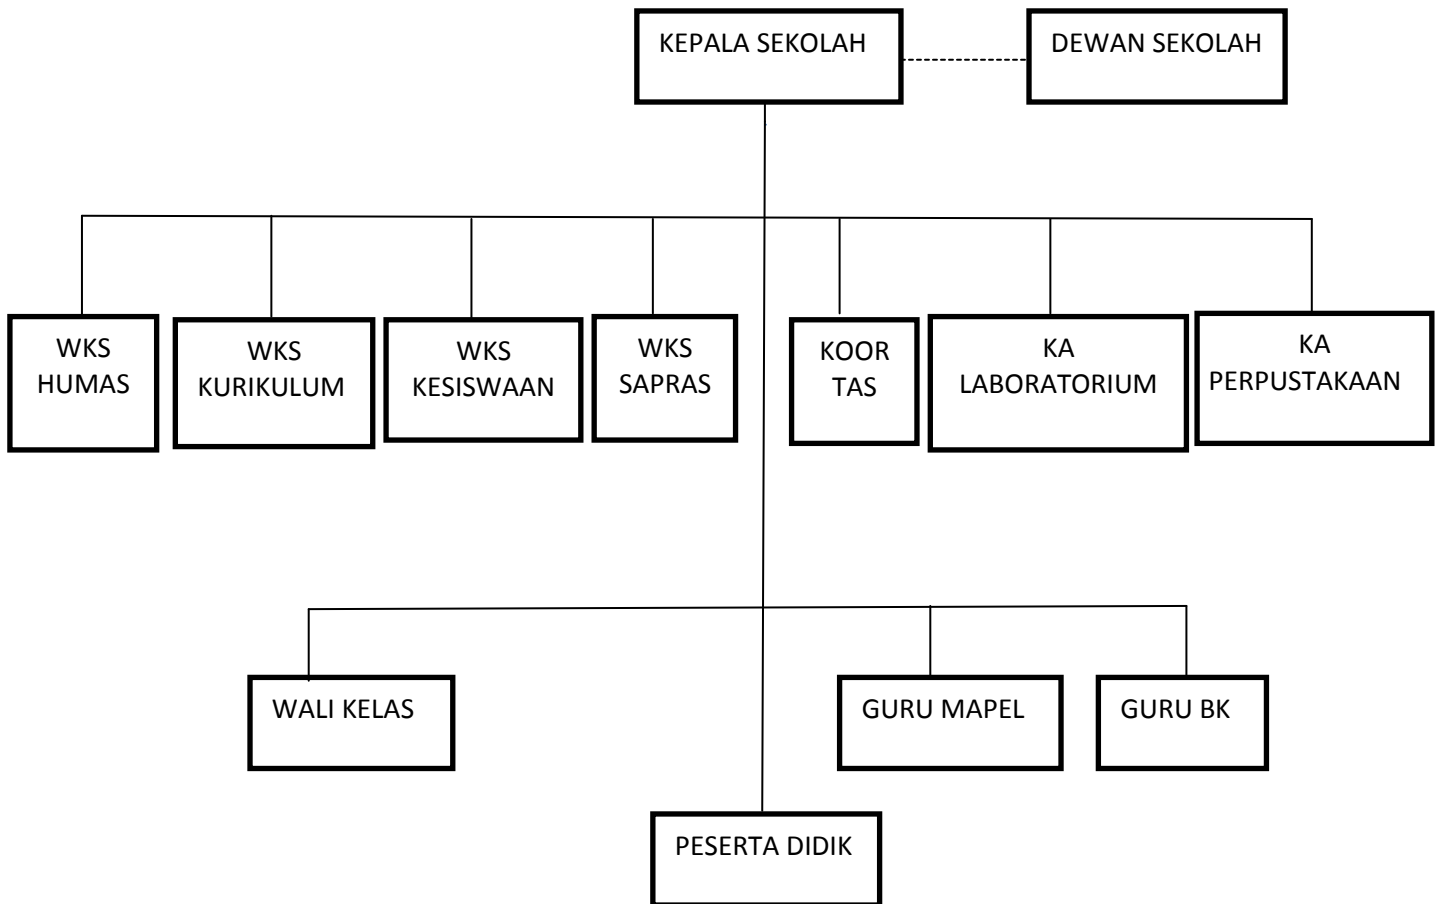 KEPALA SEKOLAH
DEWAN SEKOLAH
WKS
HUMAS
WKS
KURIKULUM
WKS
KESISWAAN
WKS
SAPRAS
KOOR
TAS
KA
LABORATORIUM
KA
PERPUSTAKAAN
WALI KELAS
GURU MAPEL
GURU BK
PESERTA DIDIK